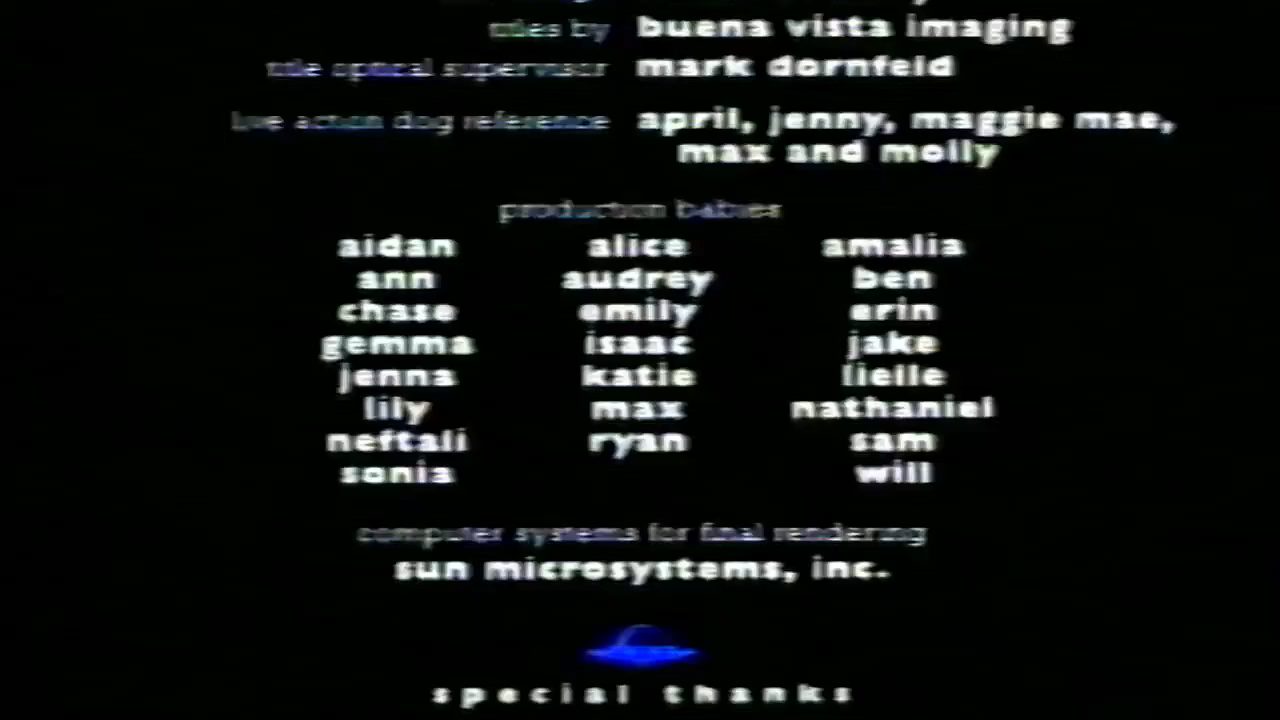 titles by buena vista imaging
title optical supervisor mark dornfeld
live action dog reference april, jenny, maggie mae,
max and molly
production babies
aidan alice amalia
ann audrey ben
chase emily erin
gemma isaac jake
jenna katie lielle
lily max nathaniel
neftali ryan sam
sonia will
computer systems for final rendering
sun microsystems, inc.
special thanks